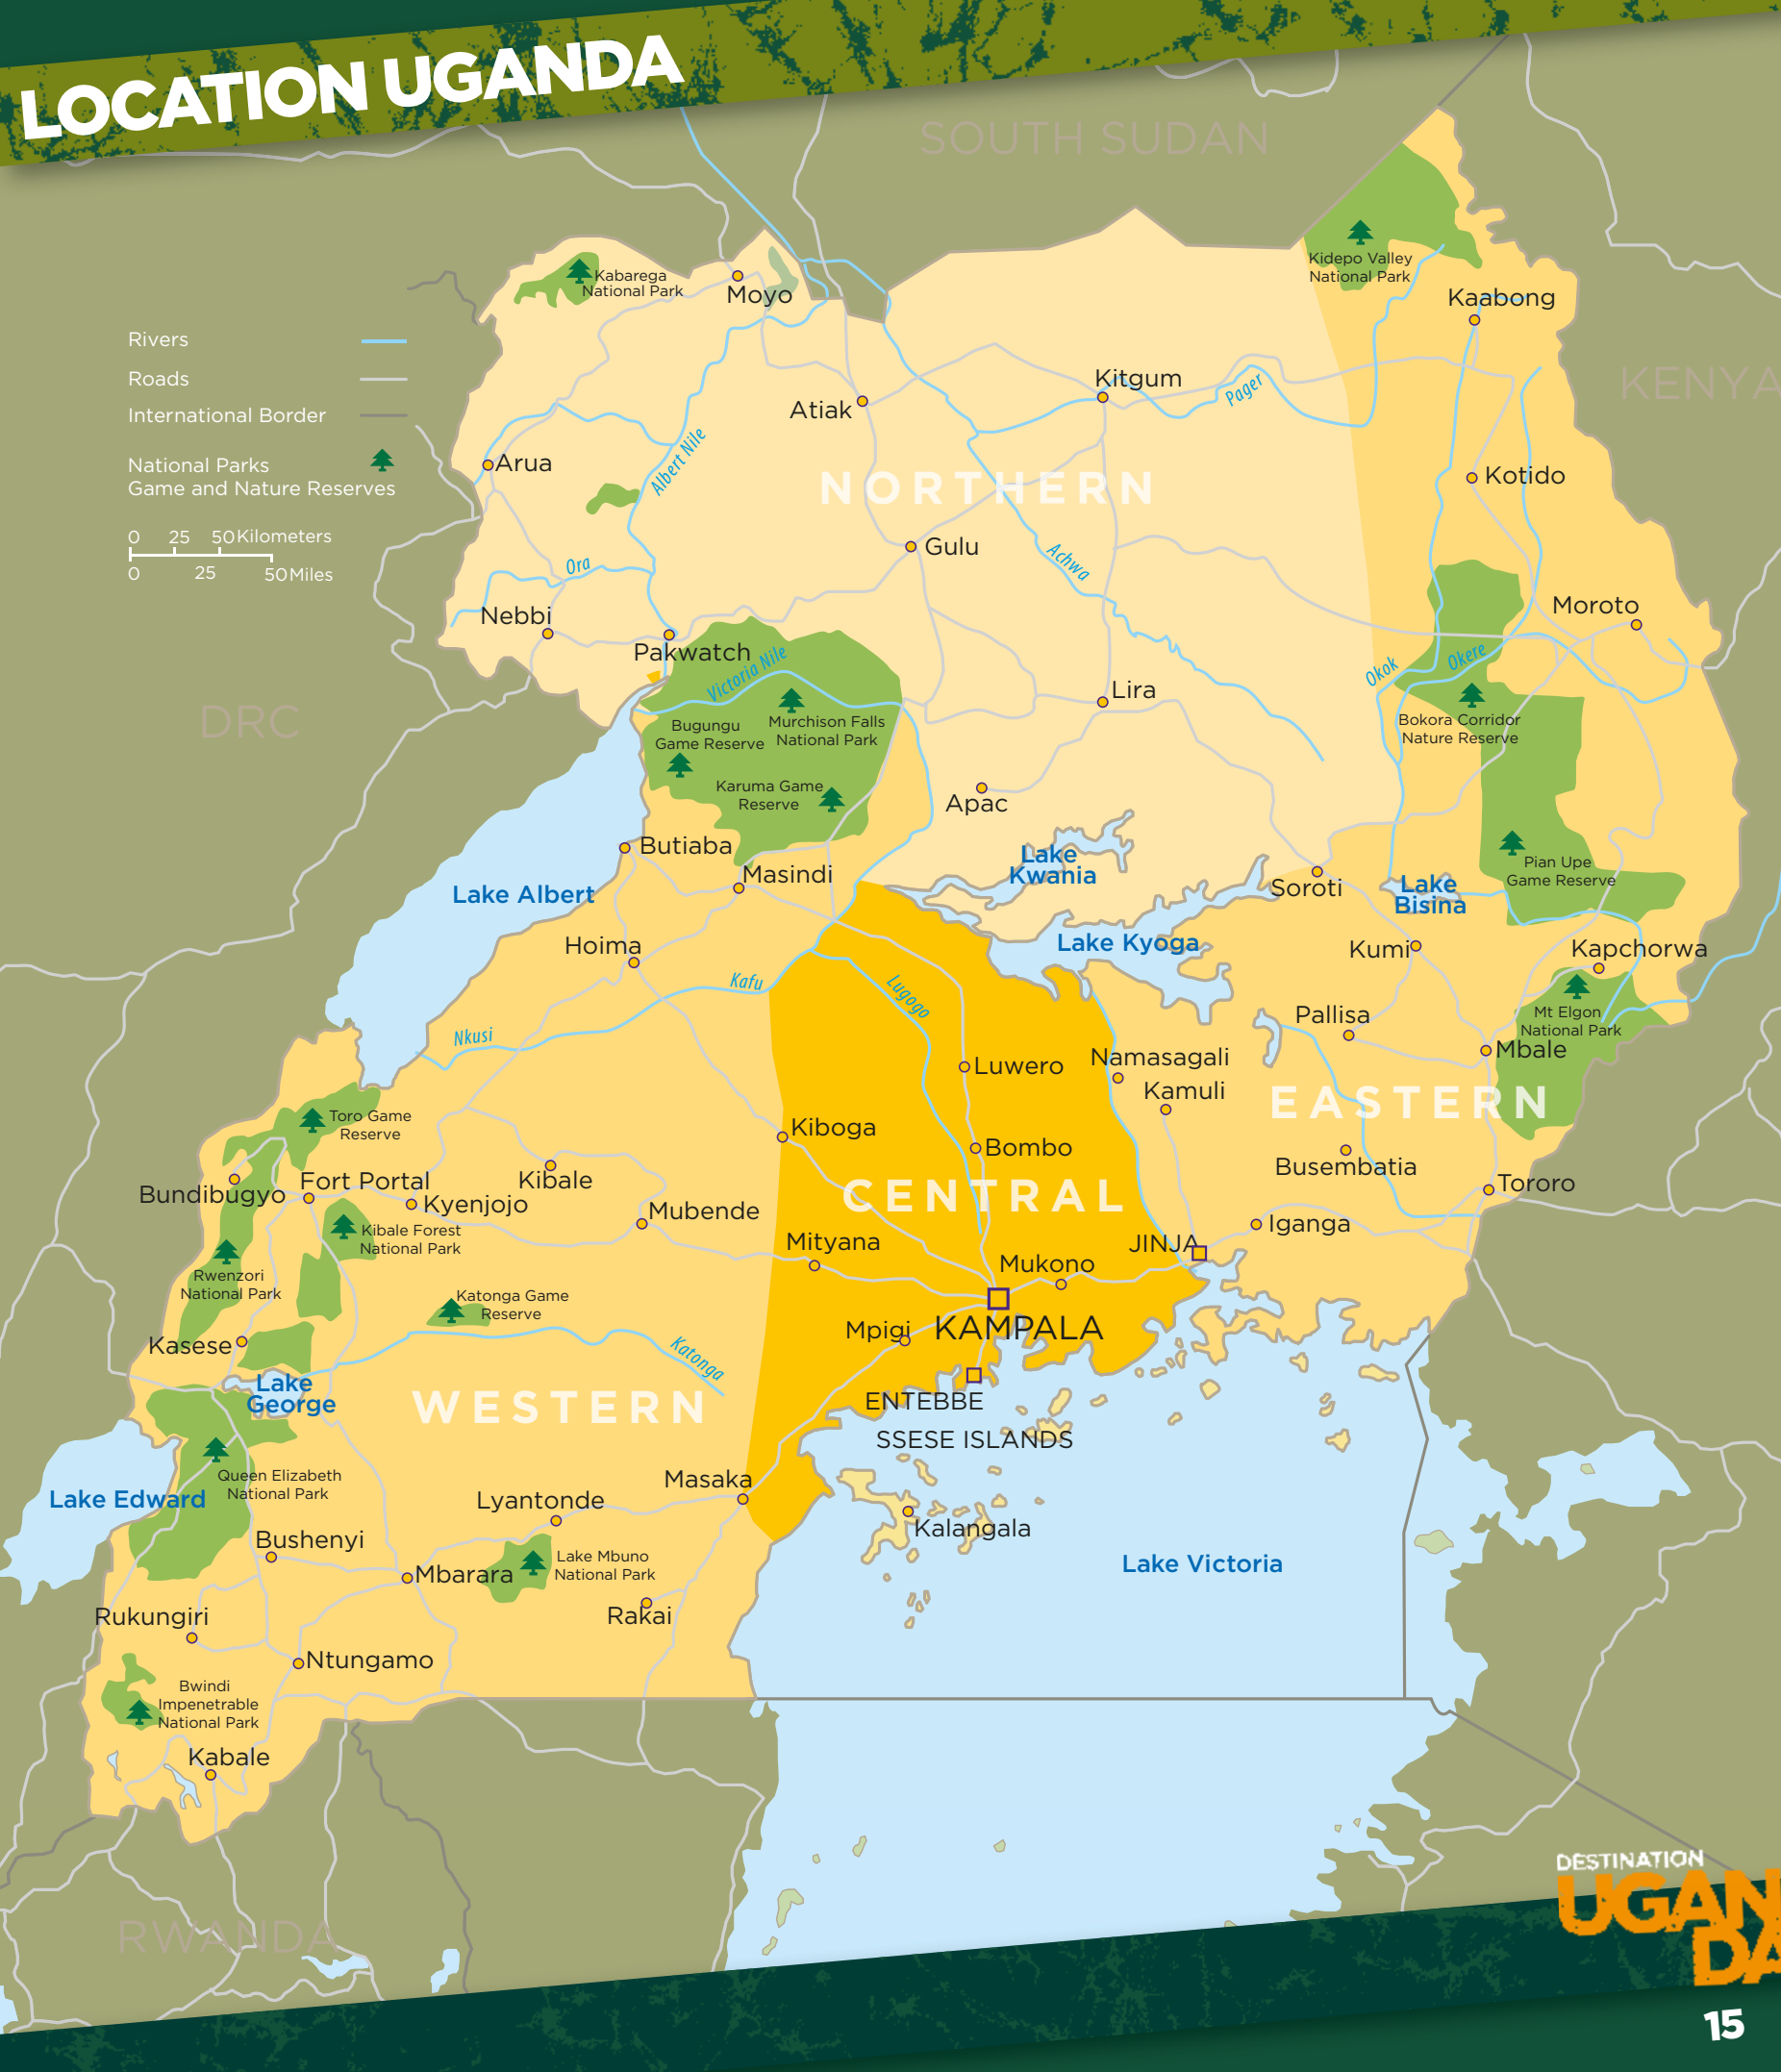 LOCATION UGANDA
SOUTH SUDAN
KENYA
DRC
RWANDA
Rivers
Roads
International Border
National Parks
Game and Nature Reserves
0 25 50 Kilometers
0 25 50 Miles
Kabarega
National Park
Moyo
Kidepo Valley
National Park
Kaabong
Kitgum
Pager
Atiak
Arua
Albert Nile
NORTHERN
Kotido
Gulu
Achwa
Ora
Nebbi
Moroto
Pakwatch
Victoria Nile
Okok
Okere
Lira
Bugungu
Game Reserve
Murchison Falls
National Park
Bokora Corridor
Nature Reserve
Karuma Game
Reserve
Apac
Butiaba
Masindi
Lake
Kwania
Pian Upe
Game Reserve
Lake Albert
Soroti
Lake
Bisina
Hoima
Lake Kyoga
Kumi
Kapchorwa
Kafu
Lugogo
Nkusi
Pallisa
Mt Elgon
National Park
Mbale
Luwero
Namasagali
Kamuli
EASTERN
Toro Game
Reserve
Kiboga
Bombo
Busembatia
Bundibugyo
Fort Portal
Kibale
Kyenjojo
CENTRAL
Tororo
Mubende
Kibale Forest
National Park
Iganga
Mityana
JINJA
Mukono
Rwenzori
National Park
Katonga Game
Reserve
Kasese
Mpigi
KAMPALA
Katonga
Lake
George
WESTERN
ENTEBBE
SSESE ISLANDS
Queen Elizabeth
National Park
Lake Edward
Masaka
Lyantonde
Kalangala
Bushenyi
Lake Victoria
Mbarara
Lake Mbuno
National Park
Rukungiri
Rakai
Ntungamo
Bwindi
Impenetrable
National Park
Kabale
DESTINATION
UGAN
DA
15